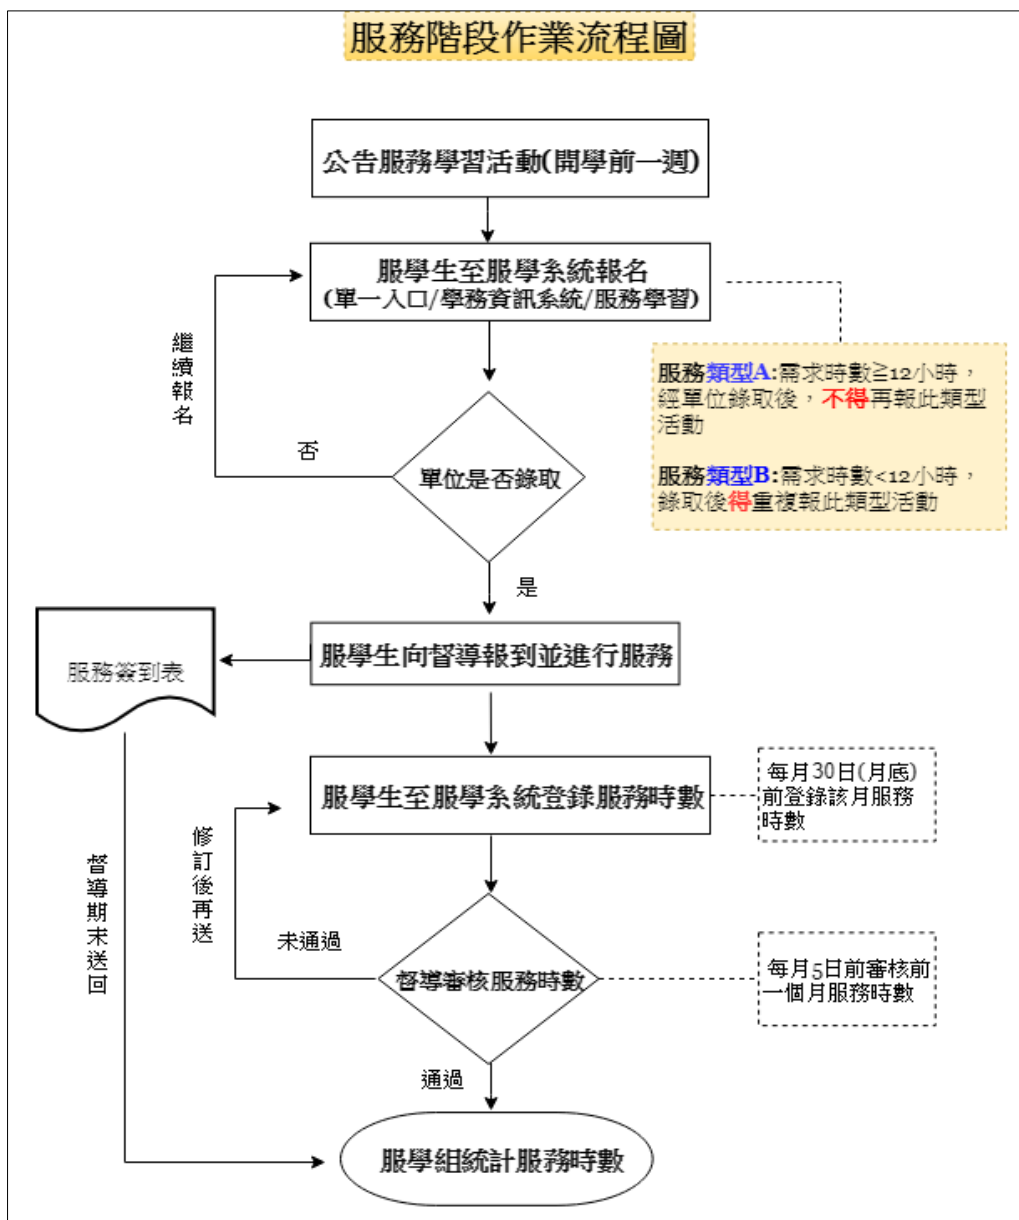 服務階段作業流程圖
公告服務學習活動(開學前一週)
服學生至服學系統報名
(單一入口/學務資訊系統/服務學習)
繼續報名
服務類型A:需求時數≧12小時，
經單位錄取後，不得再報此類型
活動
服務類型B:需求時數<12小時，
錄取後得重複報此類型活動
否
單位是否錄取
是
服學生向督導報到並進行服務
服務簽到表
服學生至服學系統登錄服務時數
每月30日(月底)
前登錄該月服務
時數
修訂後再送
督導期末送回
未通過
督導審核服務時數
每月5日前審核前
一個月服務時數
通過
服學組統計服務時數